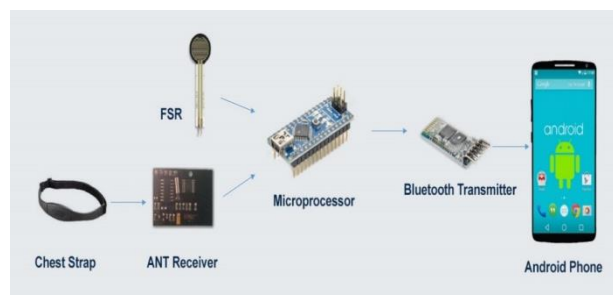 FSR
Microprocessor
Bluetooth Transmitter
Chest Strap
ANT Receiver
android
Android Phone